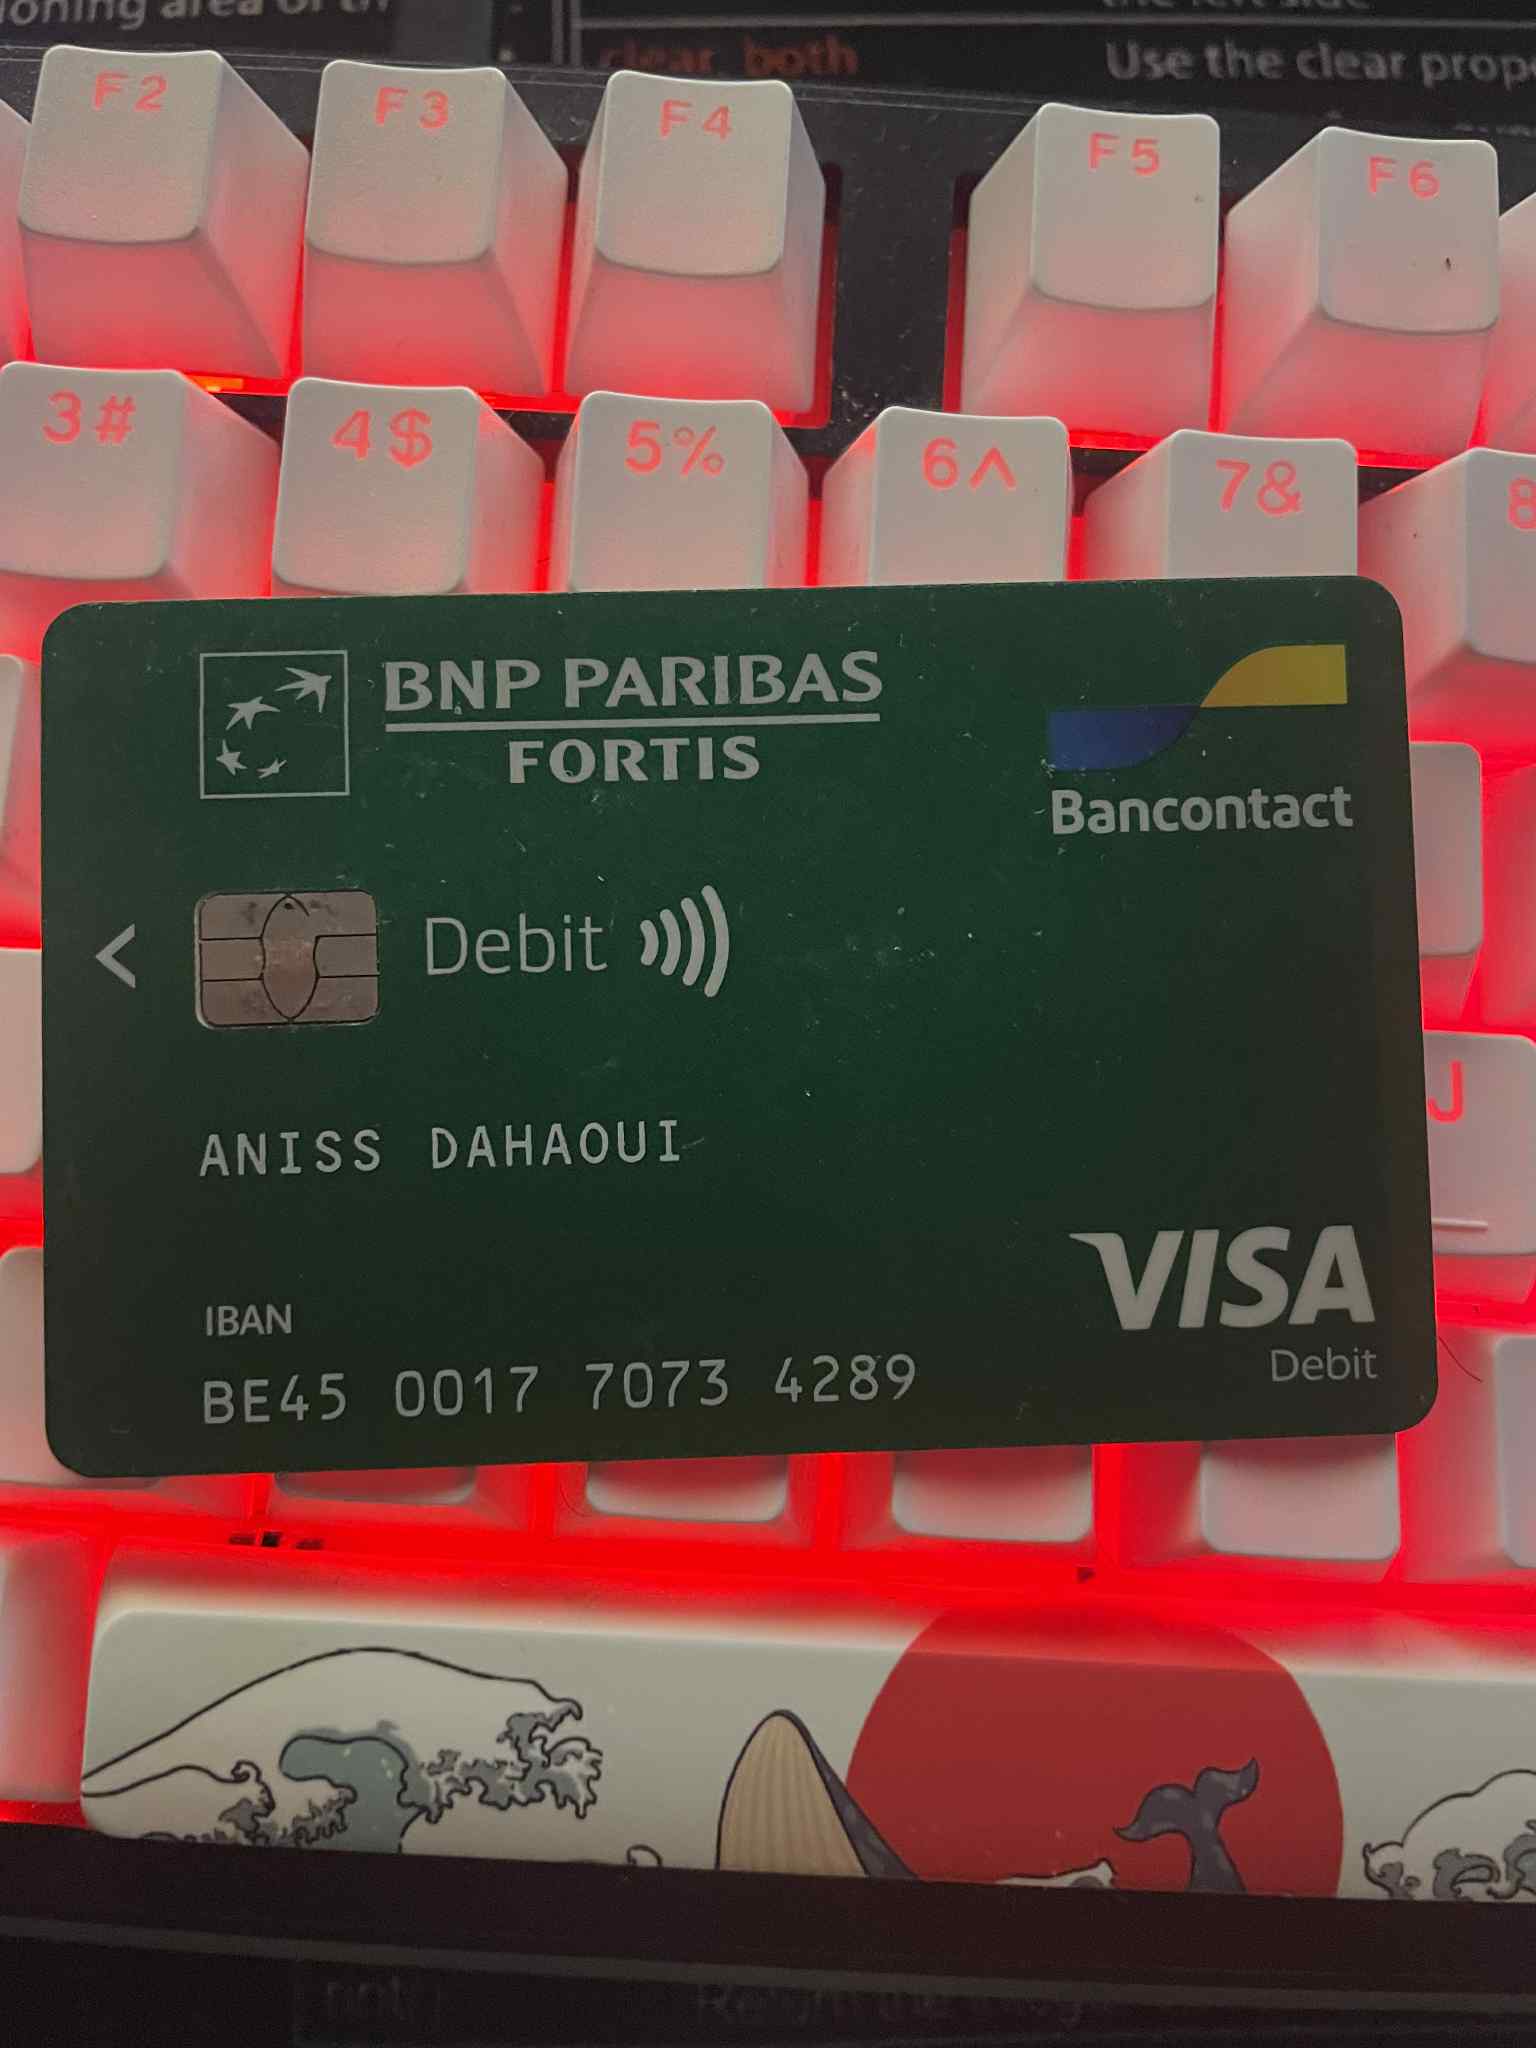 clear, both
Use the clear
F2 F3 F4 F5 F6
3# 4$ 5% 6^ 7& 8
BNP PARIBAS
FORTIS
Bancontact
Debit
J
ANISS DAHAOUI
VISA
Debit
IBAN
BE45 0017 7073 4289